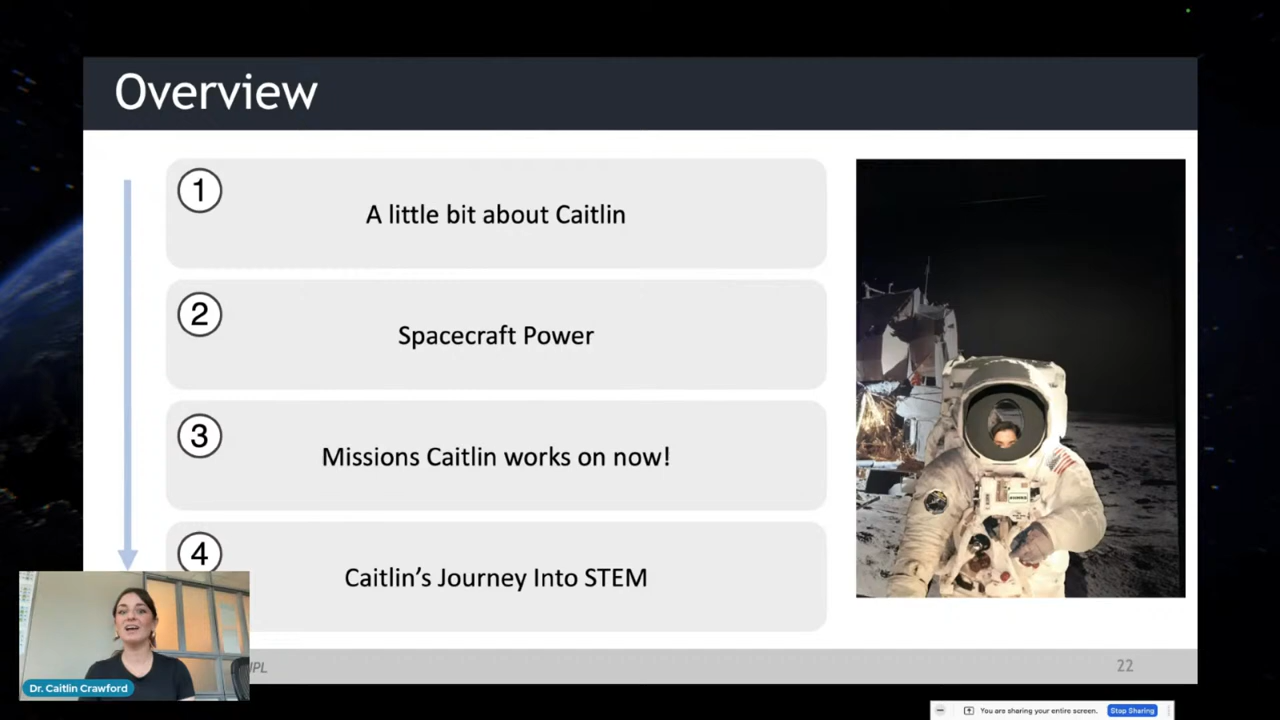 Overview
1
A little bit about Caitlin
2
Spacecraft Power
3
Missions Caitlin works on now!
4
Caitlin’s Journey Into STEM
22
Dr. Caitlin Crawford
You are sharing your entire screen.
Stop Sharing